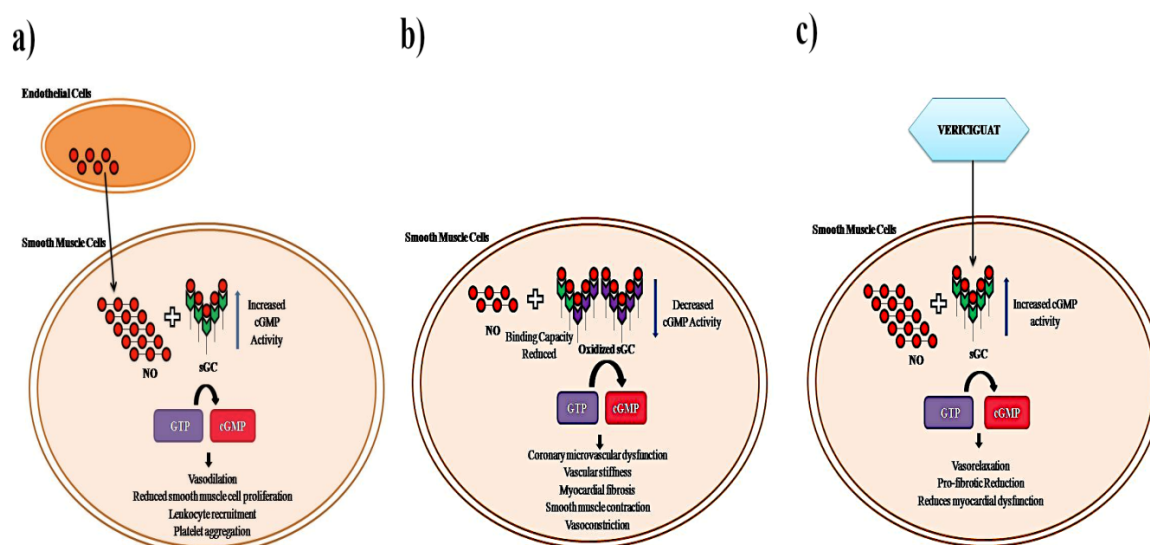 a)
Endothelial Cells
Smooth Muscle Cells
NO
sGC
Increased
cGMP
Activity
GTP
cGMP
Vasodilation
Reduced smooth muscle cell proliferation
Leukocyte recruitment
Platelet aggregation
b)
Smooth Muscle Cells
NO
Binding Capacity
Reduced
Oxidized sGC
Decreased
cGMP Activity
GTP
cGMP
Coronary microvascular dysfunction
Vascular stiffness
Myocardial fibrosis
Smooth muscle contraction
Vasoconstriction
c)
VERICIGUAT
Smooth Muscle Cells
NO
sGC
Increased cGMP
activity
GTP
cGMP
Vasorelaxation
Pro-fibrotic Reduction
Reduces myocardial dysfunction